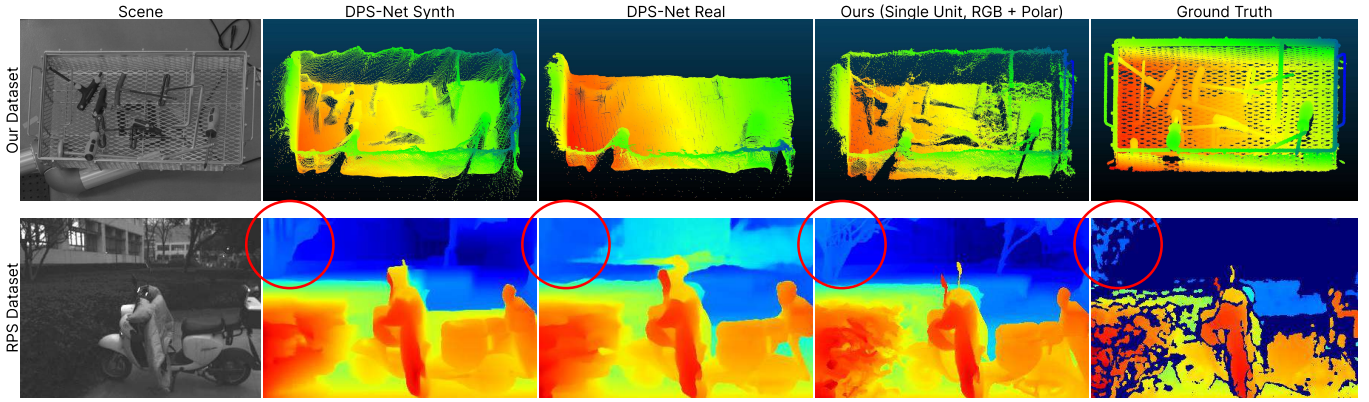 Scene
DPS-Net Synth
DPS-Net Real
Ours (Single Unit, RGB + Polar)
Ground Truth
Our Dataset
RPS Dataset